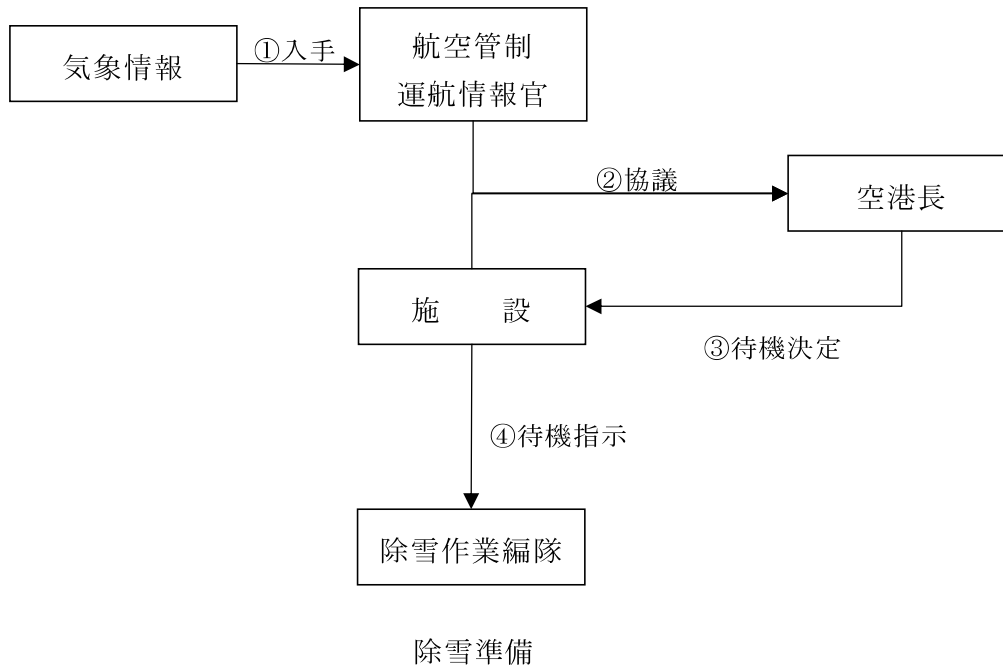 気象情報
①入手
航空管制
運航情報官
②協議
空港長
施　　設
③待機決定
④待機指示
除雪作業編隊
除雪準備